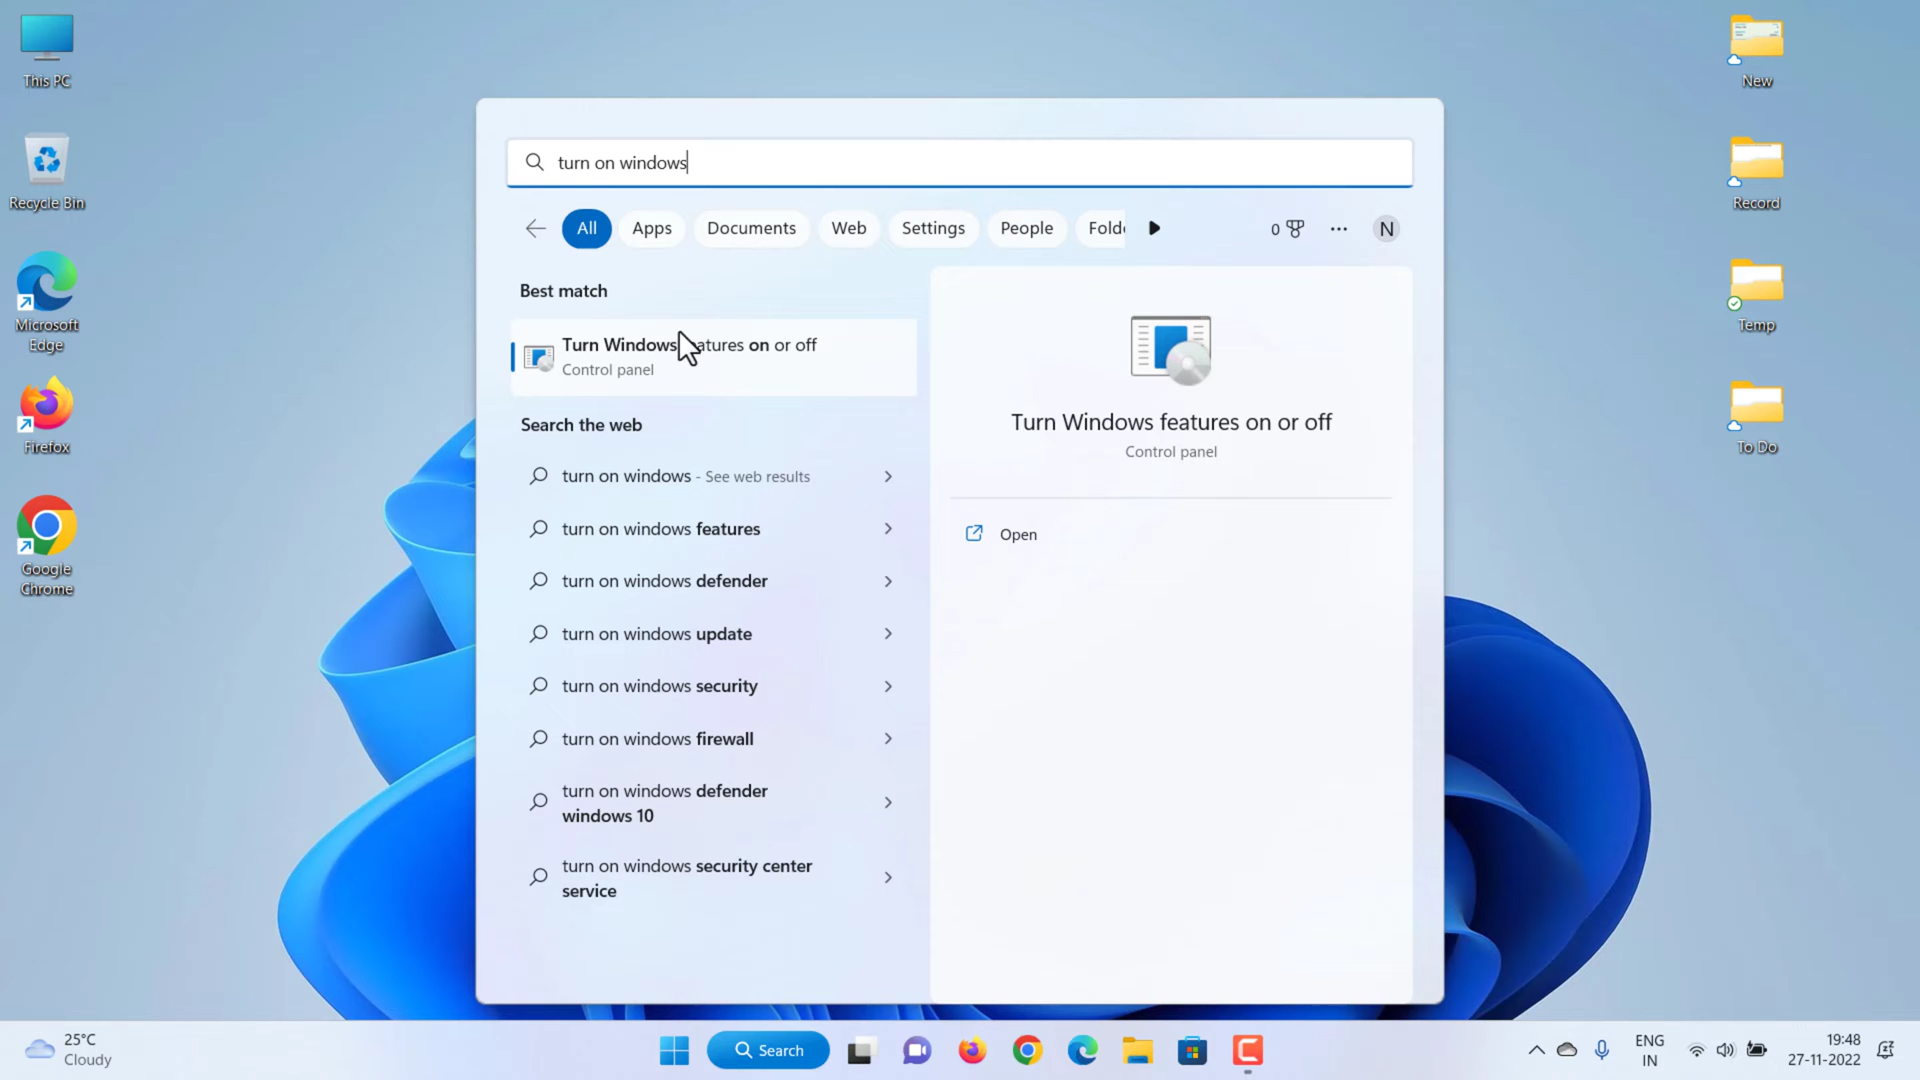 This PC
Recycle Bin
Microsoft
Edge
Firefox
Google
Chrome
New
Record
Temp
To Do
turn on windows
All
Apps
Documents
Web
Settings
People
Folde
0
N
Best match
Turn Windows features on or off
Control panel
Search the web
turn on windows - See web results
turn on windows features
turn on windows defender
turn on windows update
turn on windows security
turn on windows firewall
turn on windows defender
windows 10
turn on windows security center
service
Turn Windows features on or off
Control panel
Open
25°C
Cloudy
Search
ENG
IN
19:48
27-11-2022